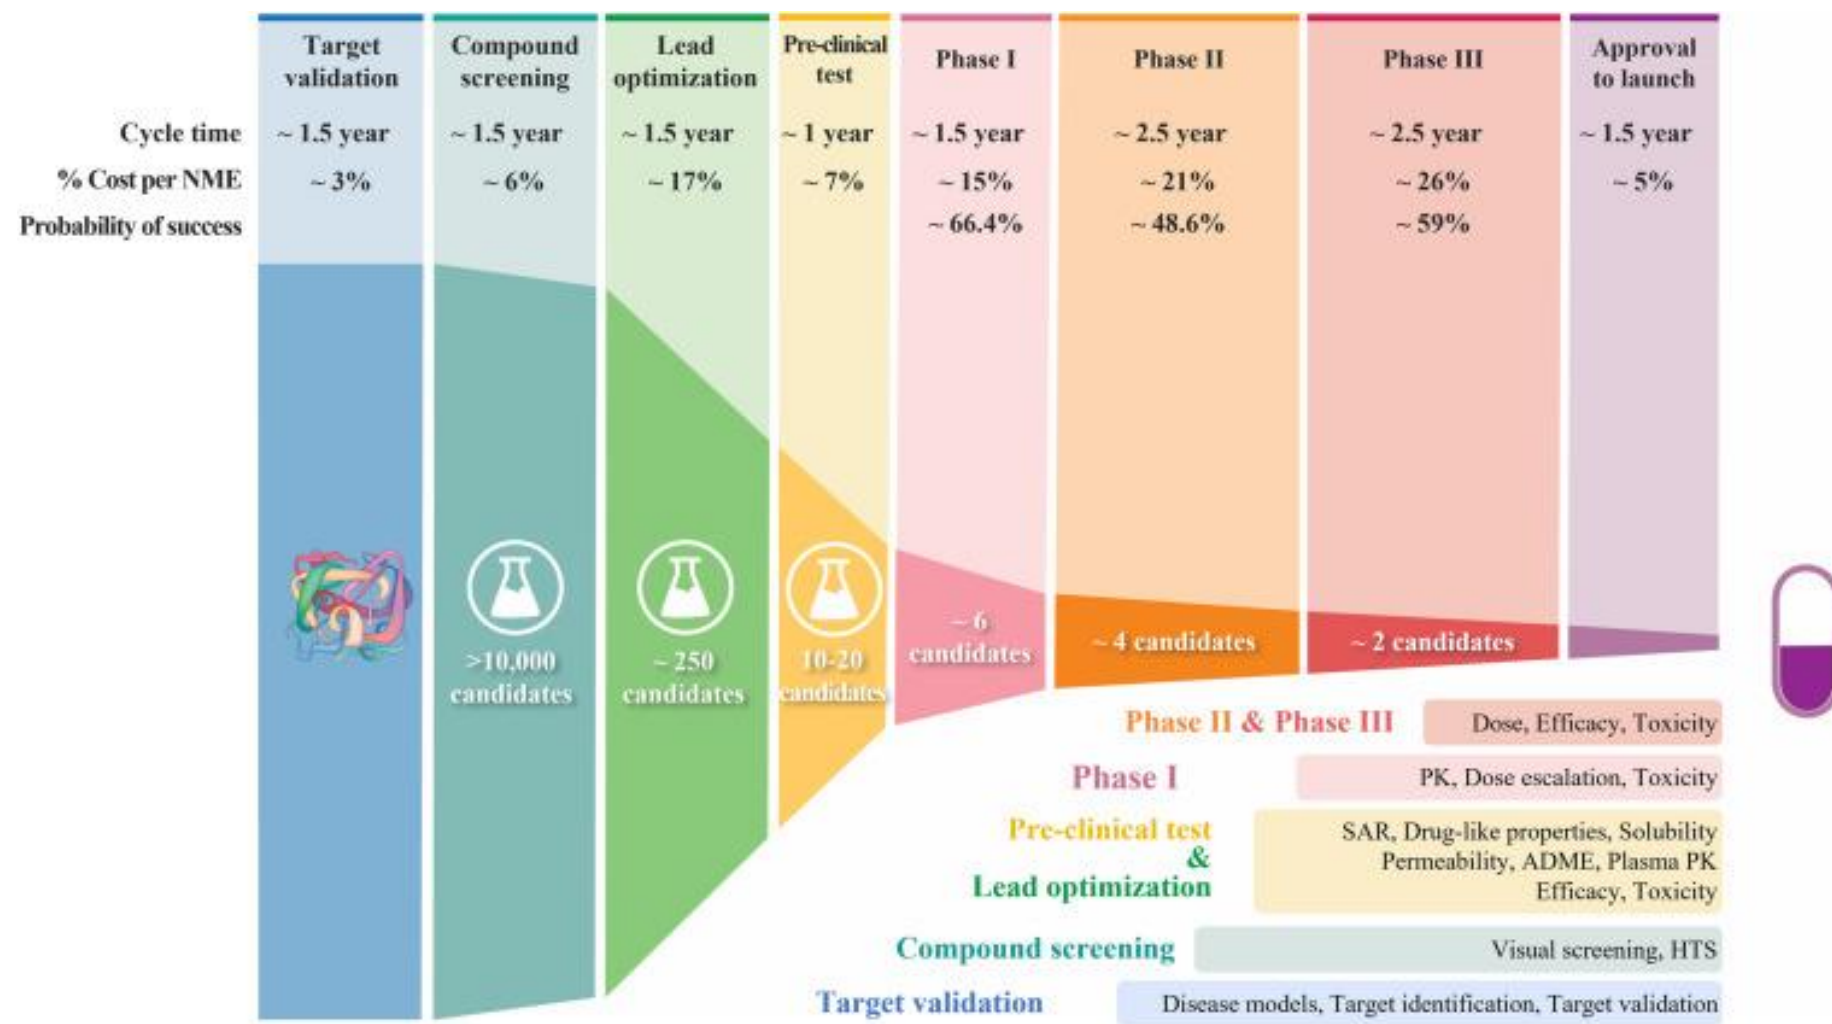 Target
validation
Compound
screening
Lead
optimization
Pre-clinical
test
Phase I
Phase II
Phase III
Approval
to launch
Cycle time ~ 1.5 year ~ 1.5 year ~ 1.5 year ~ 1 year ~ 1.5 year ~ 2.5 year ~ 2.5 year ~ 1.5 year
% Cost per NME ~ 3% ~ 6% ~ 17% ~ 7% ~ 15% ~ 21% ~ 26% ~ 5%
Probability of success ~ 66.4% ~ 48.6% ~ 59%
>10,000
candidates
~ 250
candidates
10-20
candidates
~ 6
candidates
~ 4 candidates
~ 2 candidates
Phase II & Phase III Dose, Efficacy, Toxicity
Phase I PK, Dose escalation, Toxicity
Pre-clinical test
&
Lead optimization
SAR, Drug-like properties, Solubility
Permeability, ADME, Plasma PK
Efficacy, Toxicity
Compound screening Visual screening, HTS
Target validation Disease models, Target identification, Target validation